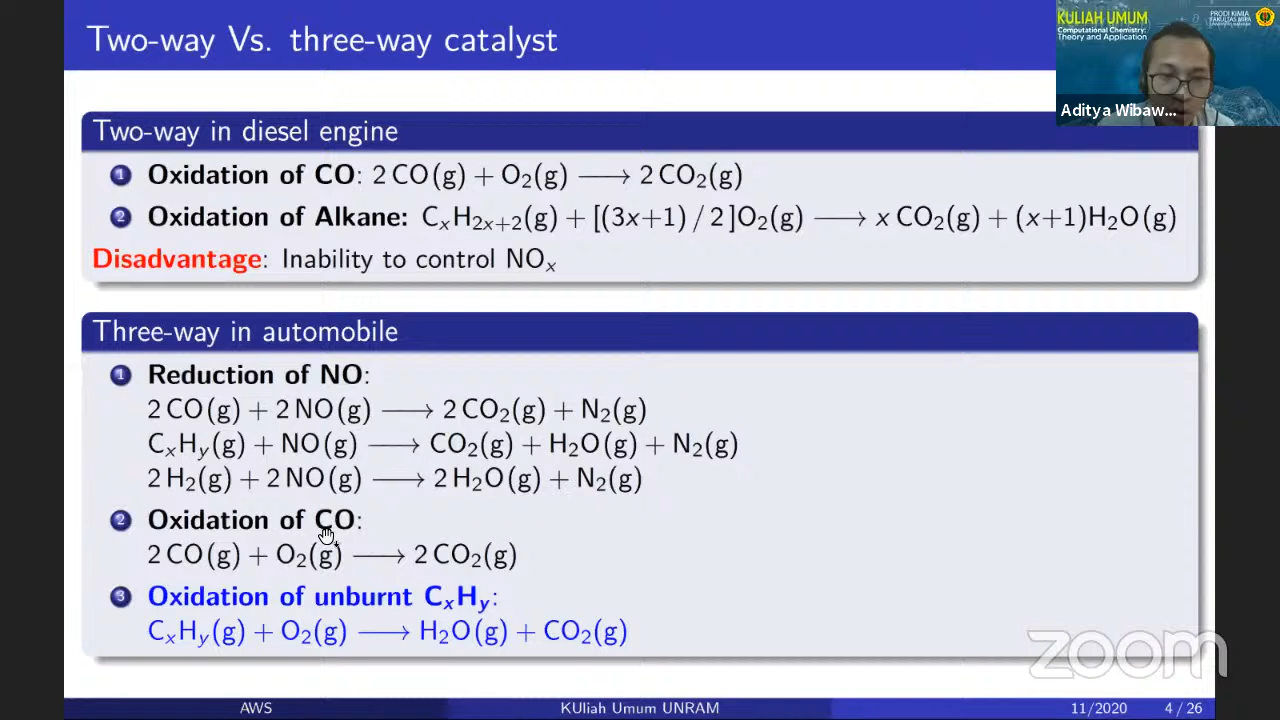 Two-way Vs. three-way catalyst
KULIAH UMUM
Computational Chemistry:
Theory and Application
PRODI KIMIA
Aditya Wibaw...
Two-way in diesel engine
1 Oxidation of CO: 2 CO(g) + O₂(g) ⟶ 2 CO₂(g)
2 Oxidation of Alkane: CₓH₂ₓ₊₂(g) + [(3x+1) / 2]O₂(g) ⟶ x CO₂(g) + (x+1)H₂O(g)
Disadvantage: Inability to control NOₓ
Three-way in automobile
1 Reduction of NO:
2 CO(g) + 2 NO(g) ⟶ 2 CO₂(g) + N₂(g)
CₓHᵧ(g) + NO(g) ⟶ CO₂(g) + H₂O(g) + N₂(g)
2 H₂(g) + 2 NO(g) ⟶ 2 H₂O(g) + N₂(g)
2 Oxidation of CO:
2 CO(g) + O₂(g) ⟶ 2 CO₂(g)
3 Oxidation of unburnt CₓHᵧ:
CₓHᵧ(g) + O₂(g) ⟶ H₂O(g) + CO₂(g)
zoom
AWS KUliah Umum UNRAM 11/2020 4 / 26